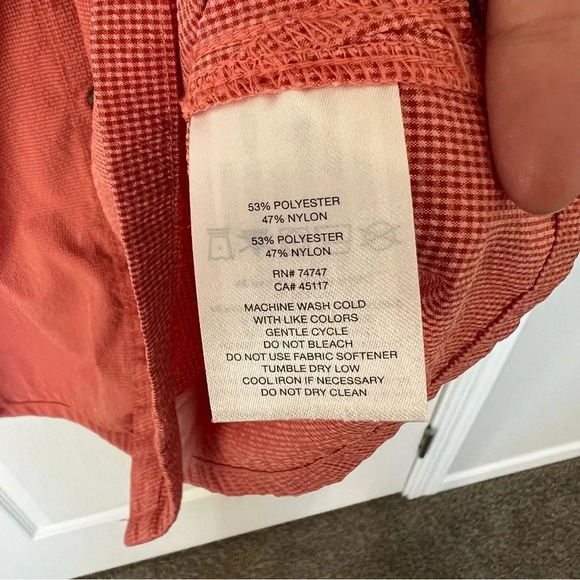 53% POLYESTER
47% NYLON
53% POLYESTER
47% NYLON
RN# 74747
CA# 45117
MACHINE WASH COLD
WITH LIKE COLORS
GENTLE CYCLE
DO NOT BLEACH
DO NOT USE FABRIC SOFTENER
TUMBLE DRY LOW
COOL IRON IF NECESSARY
DO NOT DRY CLEAN